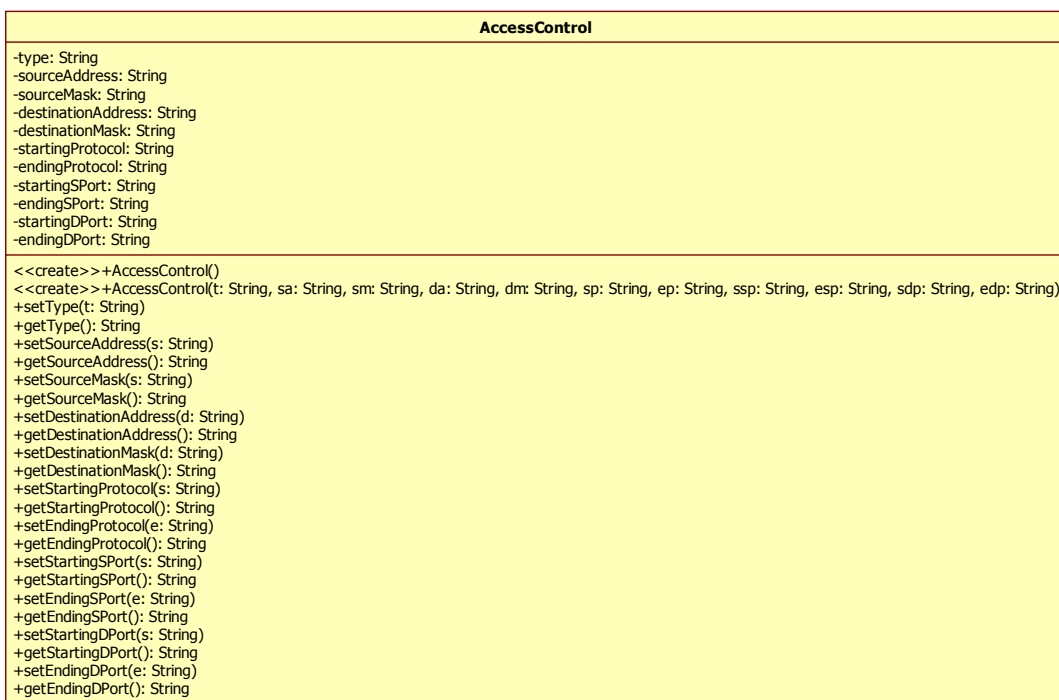 AccessControl
-type: String
-sourceAddress: String
-sourceMask: String
-destinationAddress: String
-destinationMask: String
-startingProtocol: String
-endingProtocol: String
-startingSPort: String
-endingSPort: String
-startingDPort: String
-endingDPort: String
<<create>>+AccessControl()
<<create>>+AccessControl(t: String, sa: String, sm: String, da: String, dm: String, sp: String, ep: String, ssp: String, esp: String, sdp: String, edp: String)
+setType(t: String)
+getType(): String
+setSourceAddress(s: String)
+getSourceAddress(): String
+setSourceMask(s: String)
+getSourceMask(): String
+setDestinationAddress(d: String)
+getDestinationAddress(): String
+setDestinationMask(d: String)
+getDestinationMask(): String
+setStartingProtocol(s: String)
+getStartingProtocol(): String
+setEndingProtocol(e: String)
+getEndingProtocol(): String
+setStartingSPort(s: String)
+getStartingSPort(): String
+setEndingSPort(e: String)
+getEndingSPort(): String
+setStartingDPort(s: String)
+getStartingDPort(): String
+setEndingDPort(e: String)
+getEndingDPort(): String